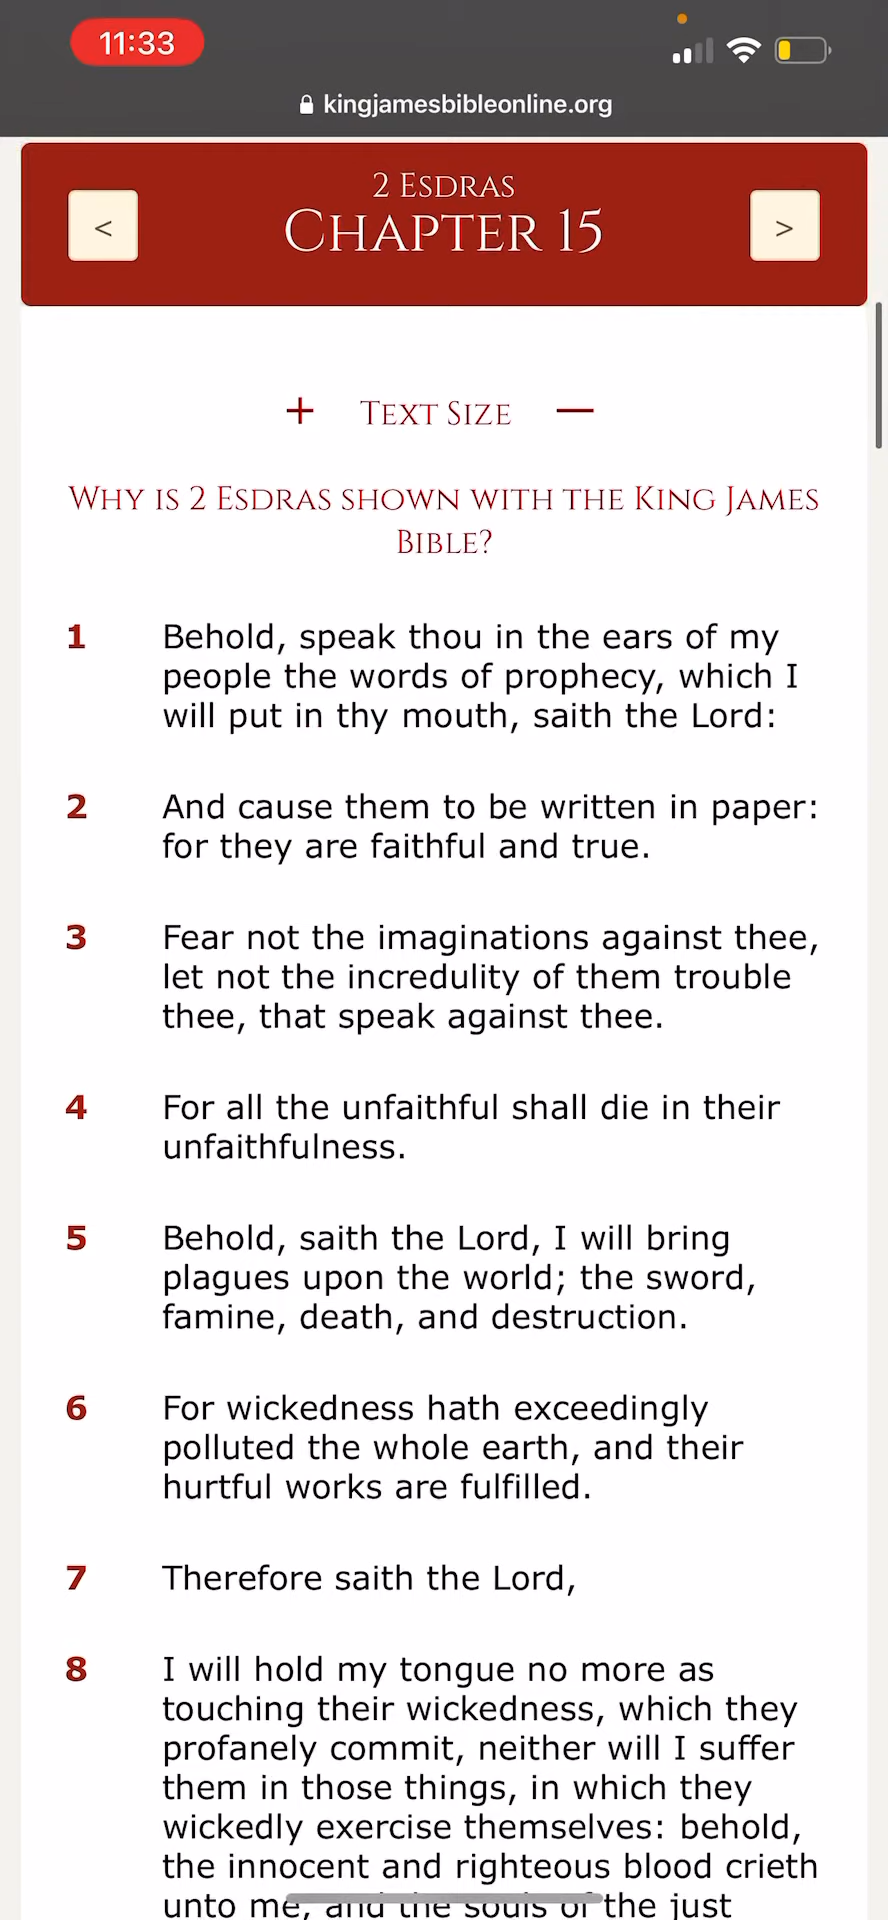 11:33
kingjamesbibleonline.org
2 Esdras
Chapter 15
<
>
+ Text Size —
Why is 2 Esdras shown with the King James
Bible?
1 Behold, speak thou in the ears of my
people the words of prophecy, which I
will put in thy mouth, saith the Lord:
2 And cause them to be written in paper:
for they are faithful and true.
3 Fear not the imaginations against thee,
let not the incredulity of them trouble
thee, that speak against thee.
4 For all the unfaithful shall die in their
unfaithfulness.
5 Behold, saith the Lord, I will bring
plagues upon the world; the sword,
famine, death, and destruction.
6 For wickedness hath exceedingly
polluted the whole earth, and their
hurtful works are fulfilled.
7 Therefore saith the Lord,
8 I will hold my tongue no more as
touching their wickedness, which they
profanely commit, neither will I suffer
them in those things, in which they
wickedly exercise themselves: behold,
the innocent and righteous blood crieth
unto me, and the souls of the just